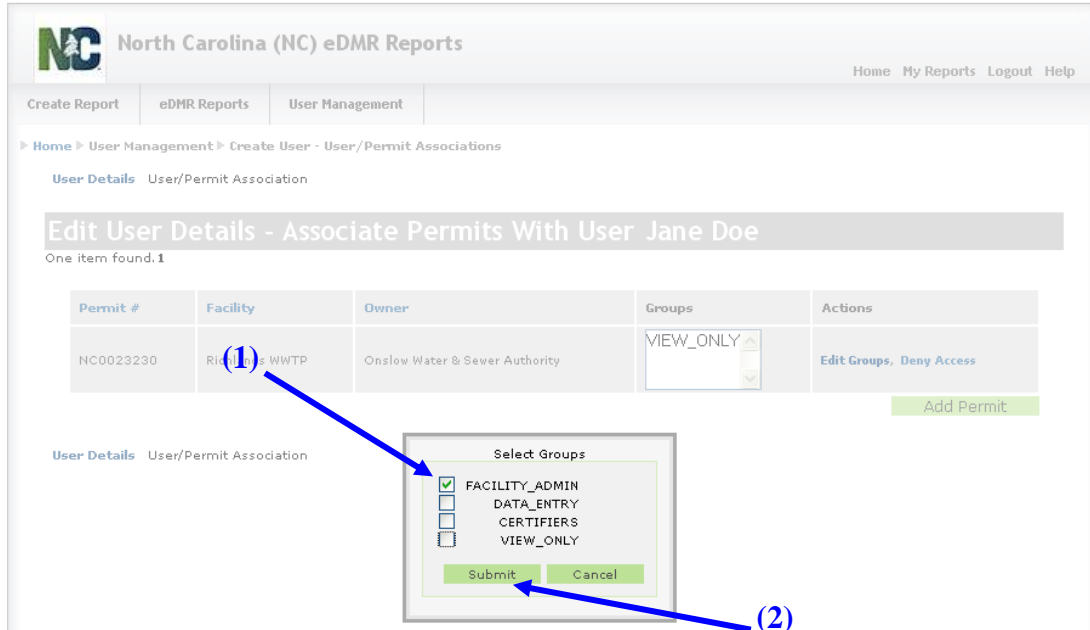 NC North Carolina (NC) eDMR Reports
Home My Reports Logout Help
Create Report eDMR Reports User Management
Home User Management Create User - User/Permit Associations
User Details User/Permit Association
Edit User Details - Associate Permits With User Jane Doe
One item found. 1
Permit # Facility Owner Groups Actions
NC0023230 Richlands WWTP Onslow Water & Sewer Authority VIEW_ONLY Edit Groups, Deny Access
(1)
Add Permit
User Details User/Permit Association
Select Groups
FACILITY_ADMIN
DATA_ENTRY
CERTIFIERS
VIEW_ONLY
Submit Cancel
(2)